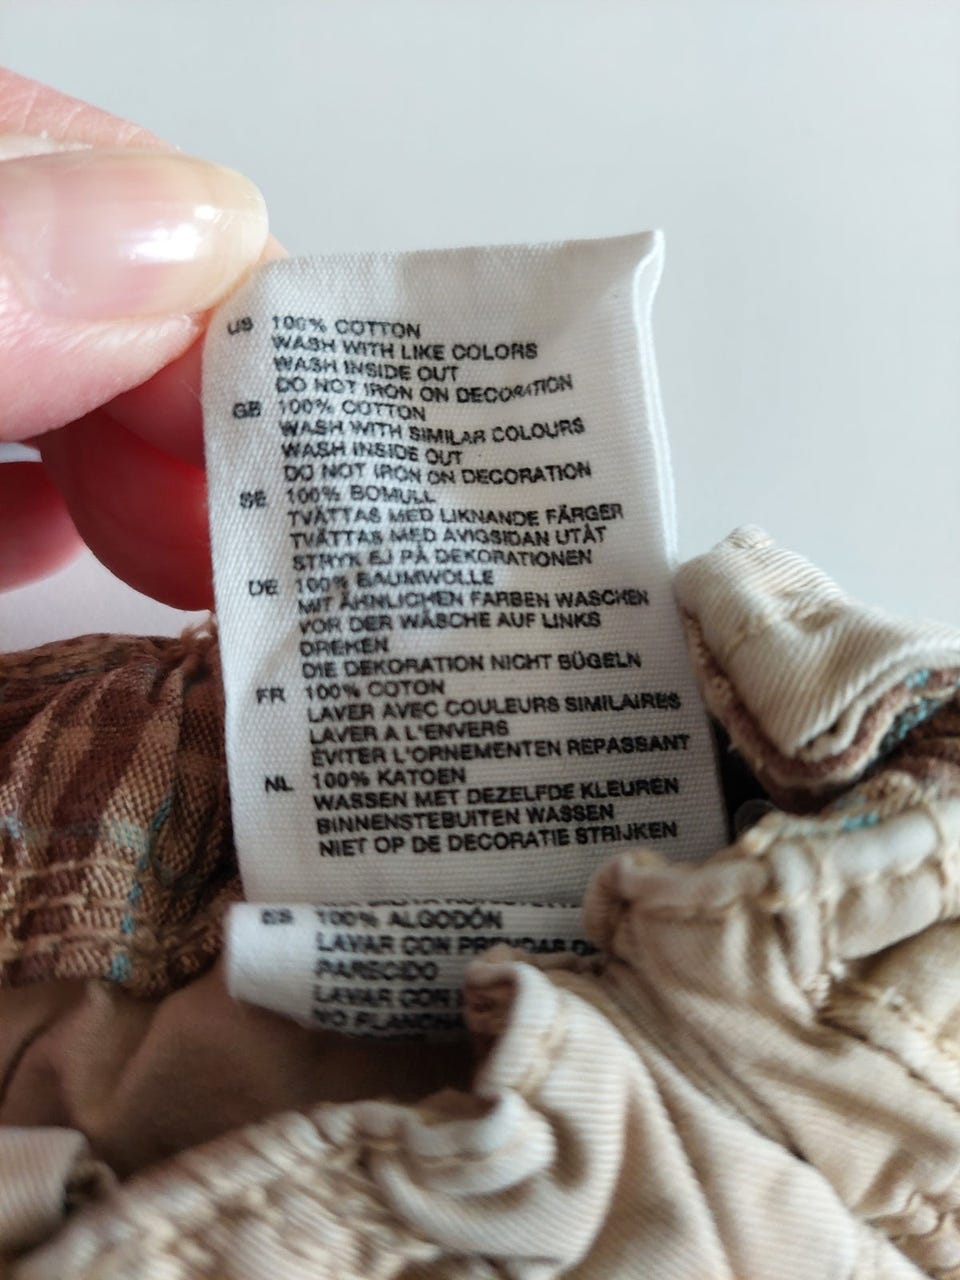 US 100% COTTON
WASH WITH LIKE COLORS
WASH INSIDE OUT
DO NOT IRON ON DECORATION
GB 100% COTTON
WASH WITH SIMILAR COLOURS
WASH INSIDE OUT
DO NOT IRON ON DECORATION
SE 100% BOMULL
TVÄTTAS MED LIKNANDE FÄRGER
TVÄTTAS MED AVIGSIDAN UTÅT
STRYK EJ PÅ DEKORATIONEN
DE 100% BAUMWOLLE
MIT ÄHNLICHEN FARBEN WASCHEN
VOR DER WÄSCHE AUF LINKS
DREHEN
DIE DEKORATION NICHT BÜGELN
FR 100% COTON
LAVER AVEC COULEURS SIMILAIRES
LAVER A L'ENVERS
EVITER L'ORNEMENTEN REPASSANT
NL 100% KATOEN
WASSEN MET DEZELFDE KLEUREN
BINNENSTEBUITEN WASSEN
NIET OP DE DECORATIE STRIJKEN
ES 100% ALGODÓN
LAVAR CON PRENDAS
PARECIDO
LAVAR CON
NO